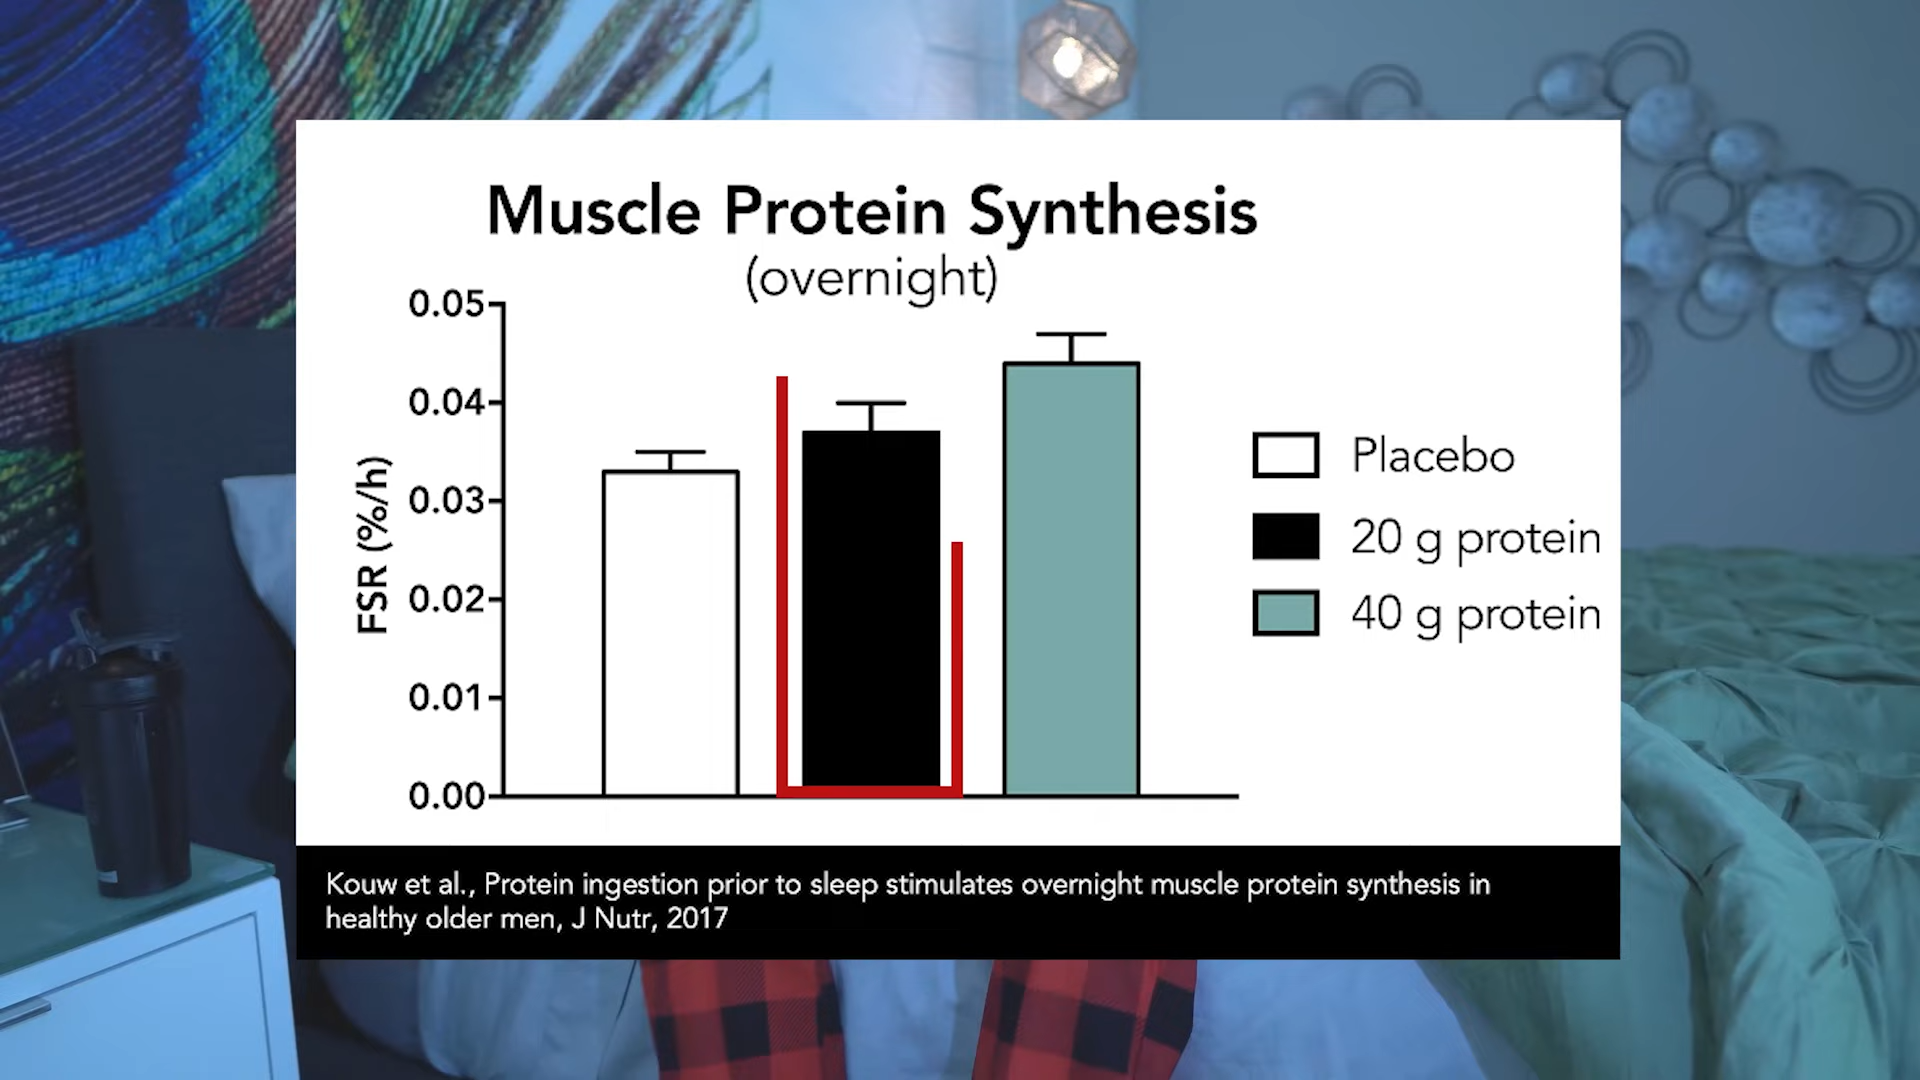 Muscle Protein Synthesis
(overnight)
0.05
0.04
0.03
0.02
0.01
0.00
FSR (%/h)
Placebo
20 g protein
40 g protein
Kouw et al., Protein ingestion prior to sleep stimulates overnight muscle protein synthesis in
healthy older men, J Nutr, 2017